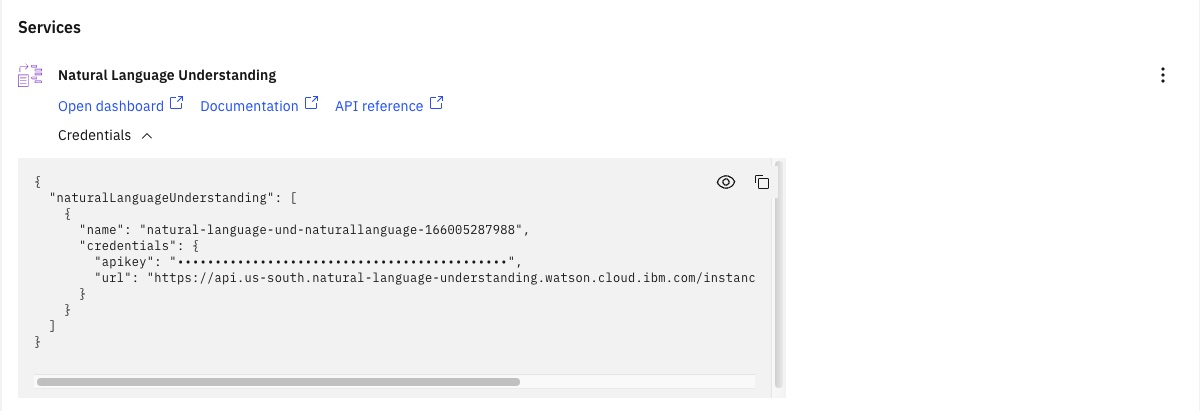 Services
Natural Language Understanding
Open dashboard Documentation API reference
Credentials
{
"naturalLanguageUnderstanding": [
{
"name": "natural-language-und-naturallanguage-166005287988",
"credentials": {
"apikey": "••••••••••••••••••••••••••••••••••••••••••••",
"url": "https://api.us-south.natural-language-understanding.watson.cloud.ibm.com/instanc
}
}
]
}